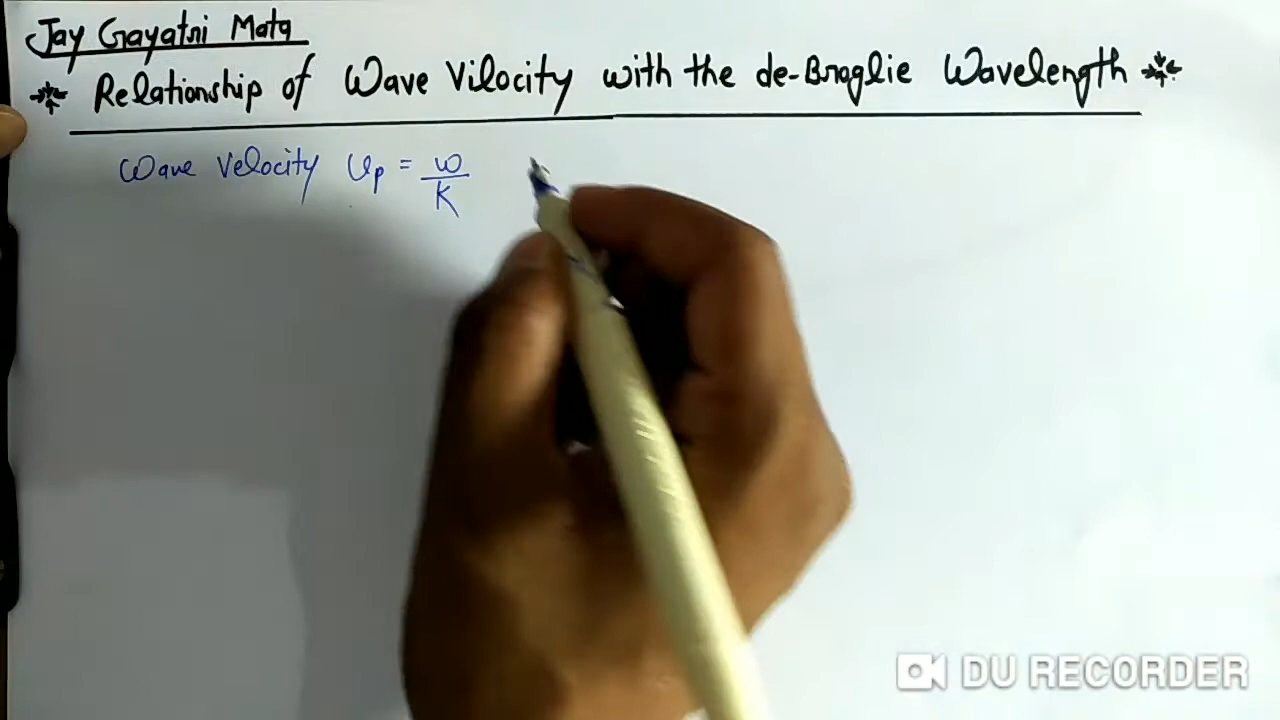 Jay Gayatri Mata
Relationship of Wave Vilocity with the de-Broglie Wavelength
Wave Velocity υp = ω/K
DU RECORDER